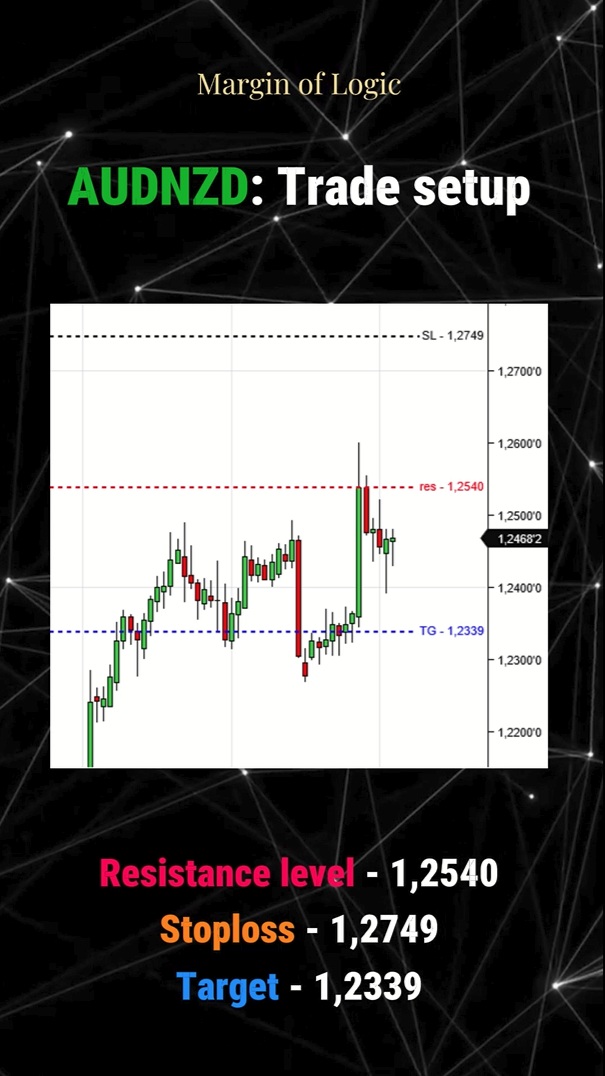 Margin of Logic
AUDNZD: Trade setup
SL - 1,2749
1,2700'0
1,2600'0
res - 1,2540
1,2500'0
1,2468'2
1,2400'0
TG - 1,2339
1,2300'0
1,2200'0
Resistance level - 1,2540
Stoploss - 1,2749
Target - 1,2339